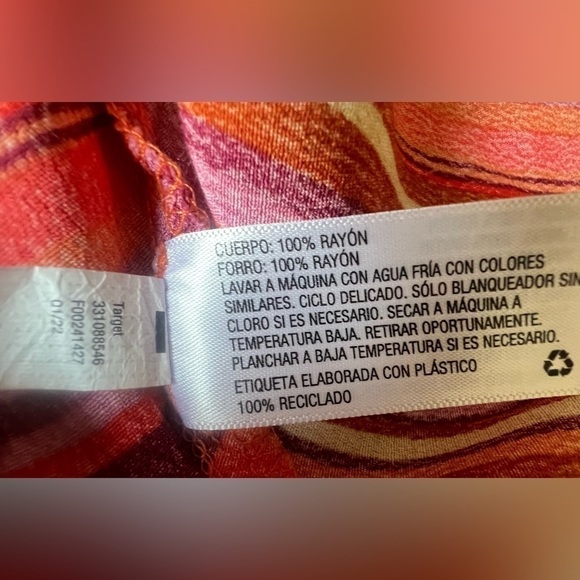 CUERPO: 100% RAYÓN
FORRO: 100% RAYÓN
LAVAR A MÁQUINA CON AGUA FRÍA CON COLORES
SIMILARES. CICLO DELICADO. SÓLO BLANQUEADOR SIN
CLORO SI ES NECESARIO. SECAR A MÁQUINA A
TEMPERATURA BAJA. RETIRAR OPORTUNAMENTE.
PLANCHAR A BAJA TEMPERATURA SI ES NECESARIO.
ETIQUETA ELABORADA CON PLÁSTICO
100% RECICLADO
Target
331088546
F00241427
01/22